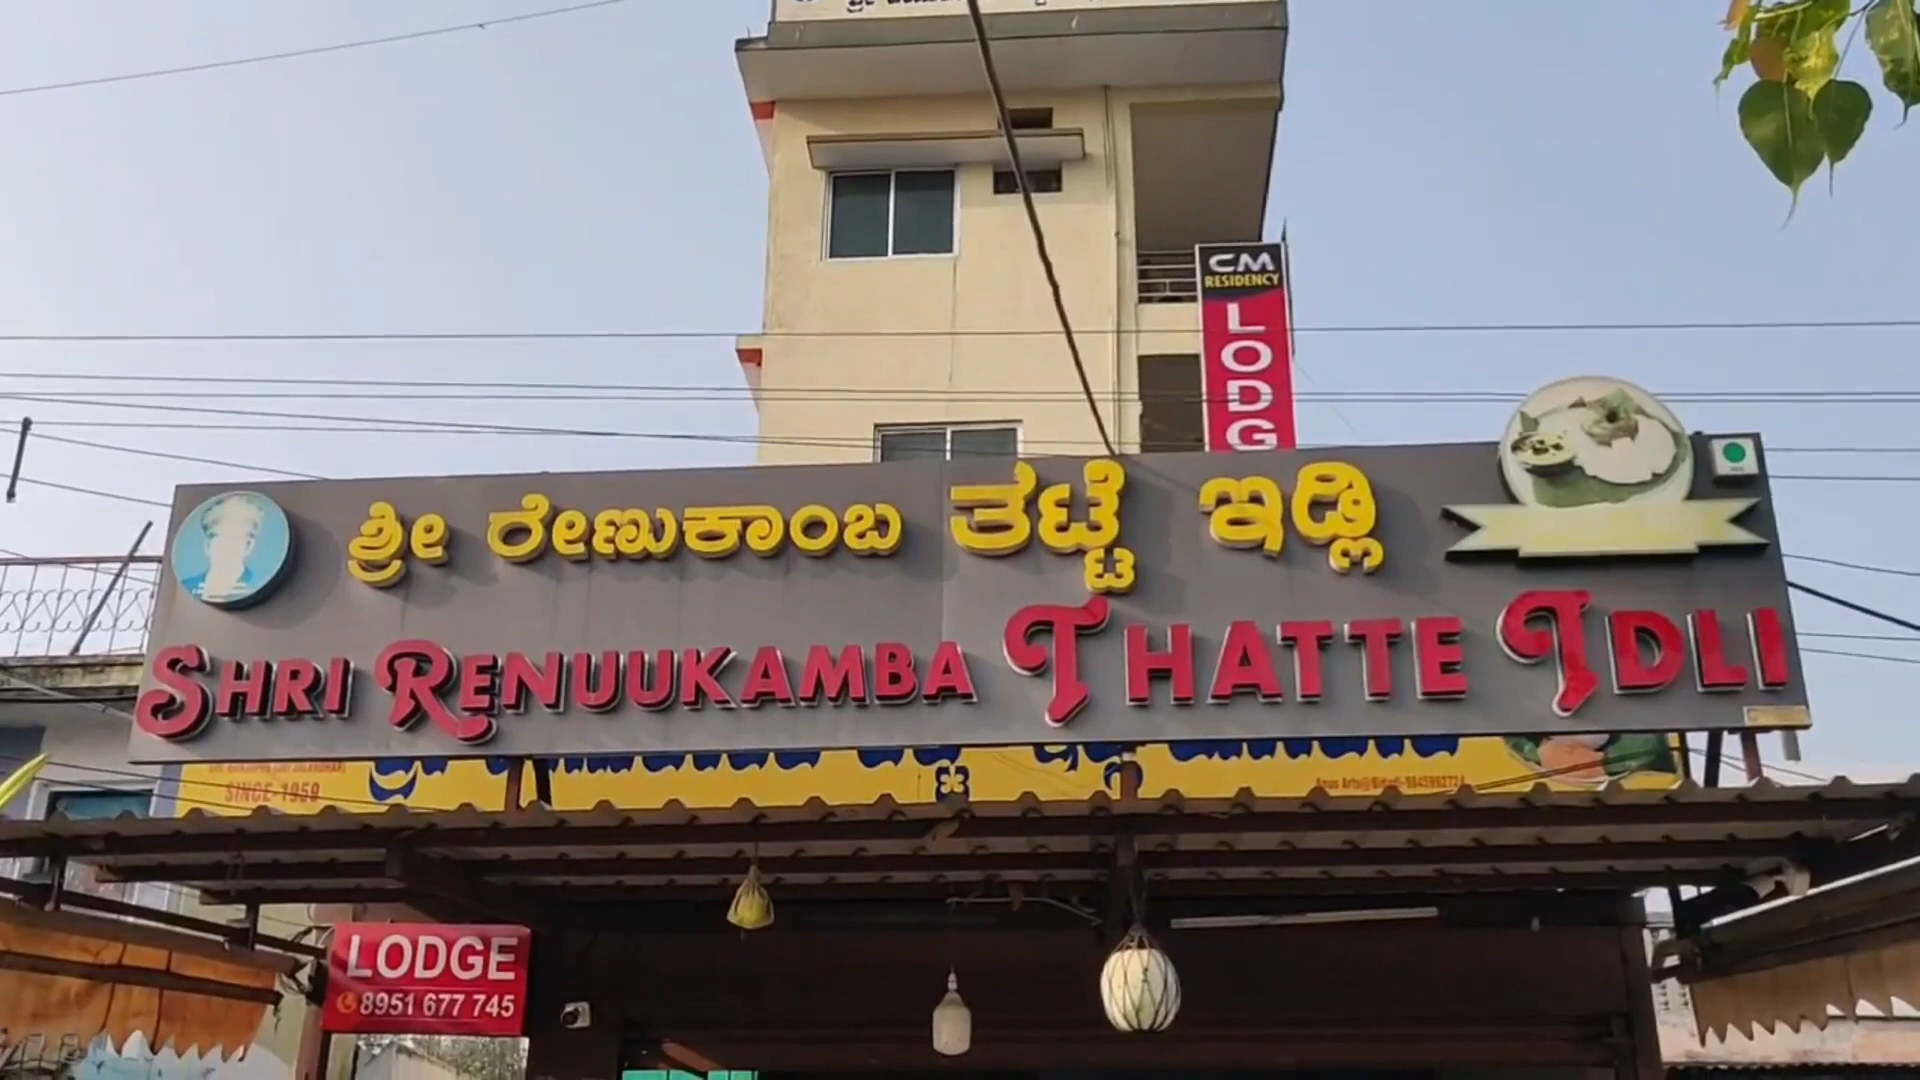 CM
RESIDENCY
LODG
ಶ್ರೀ ರೇಣುಕಾಂಬ ತಟ್ಟೆ ಇಡ್ಲಿ
SHRI RENUUKAMBA THATTE IDLI
SINCE-1959
LODGE
8951 677 745